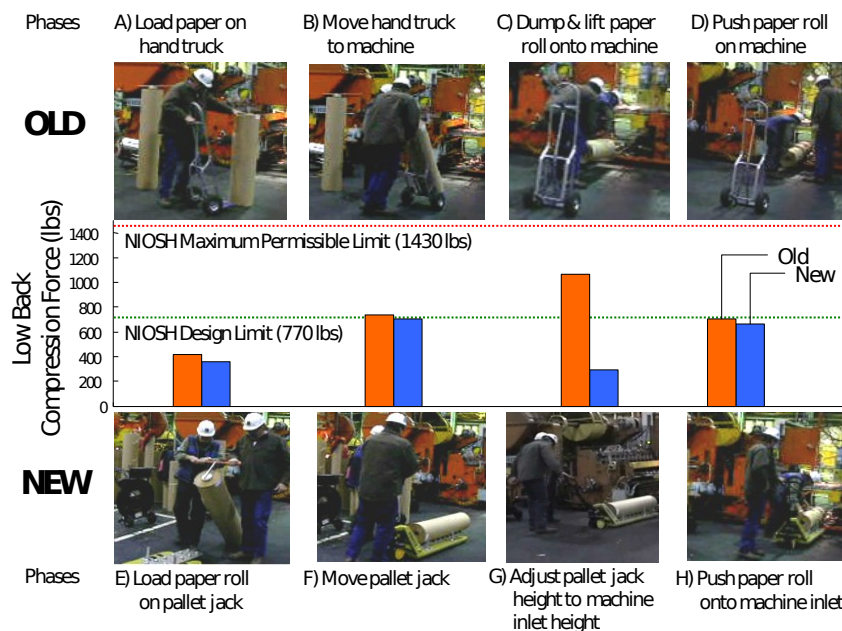 Phases
A) Load paper on
hand truck
B) Move hand truck
to machine
C) Dump & lift paper
roll onto machine
D) Push paper roll
on machine
OLD
Low Back
Compression Force (lbs)
1400
1200
1000
800
600
400
200
0
NIOSH Maximum Permissible Limit (1430 lbs)
NIOSH Design Limit (770 lbs)
Old
New
NEW
Phases
E) Load paper roll
on pallet jack
F) Move pallet jack
G) Adjust pallet jack
height to machine
inlet height
H) Push paper roll
onto machine inlet